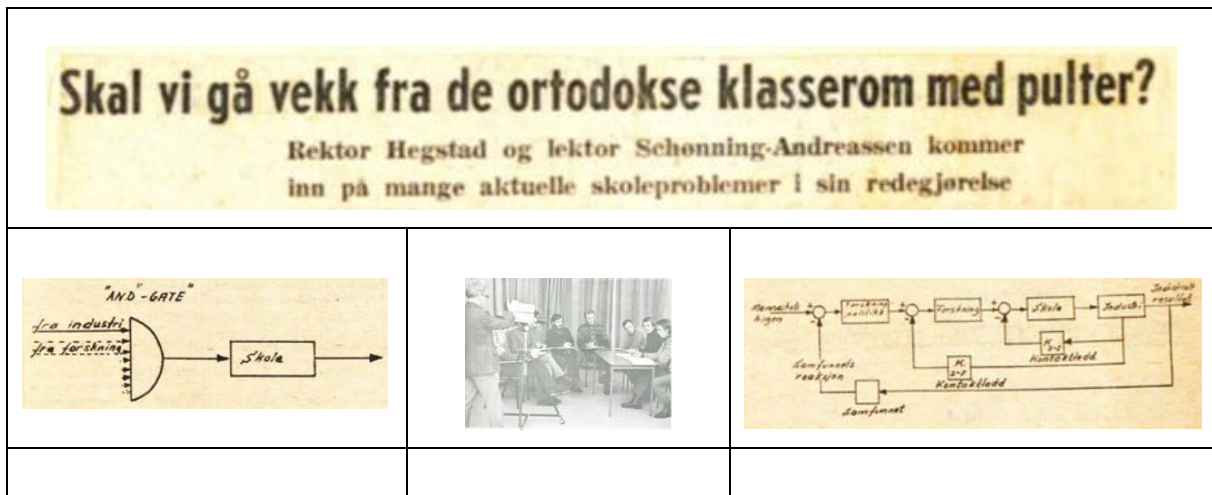 Skal vi gå vekk fra de ortodokse klasserom med pulter?
Rektor Hegstad og lektor Schønning-Andreassen kommer
inn på mange aktuelle skoleproblemer i sin redegjørelse
"AND"-GATE"
fra industri
fra forskning
Skole
Forskning
Skole
Industri
resultat
K
s-s
Kontaktledd
K
Kontaktledd
Samfunnets
reaksjon
Samfunnet